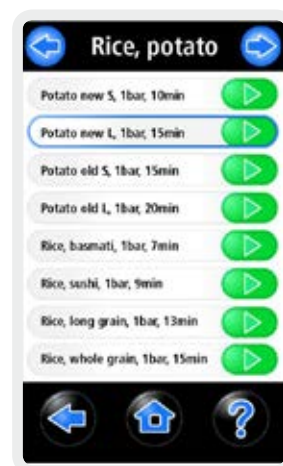 Rice, potato
Potato new S, 1bar, 10min
Potato new L, 1bar, 15min
Potato old S, 1bar, 15min
Potato old L, 1bar, 20min
Rice, basmati, 1bar, 7min
Rice, sushi, 1bar, 9min
Rice, long grain, 1bar, 13min
Rice, whole grain, 1bar, 15min
?